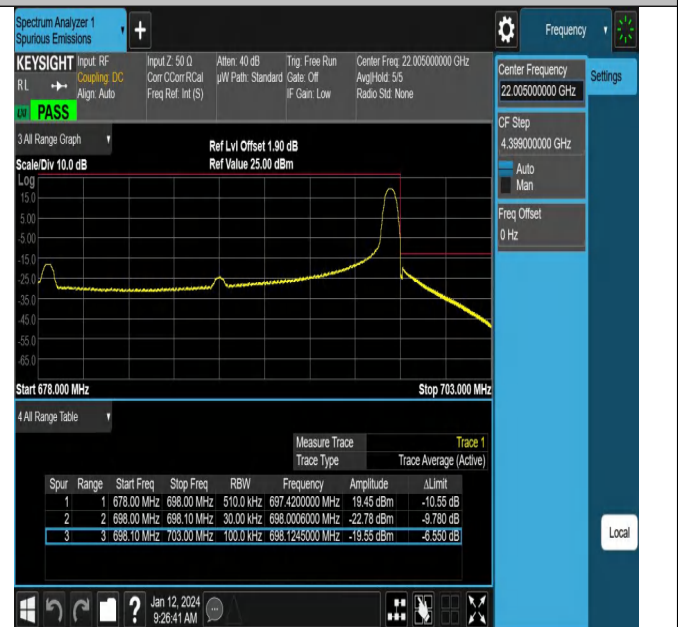 Spectrum Analyzer 1
Spurious Emissions
+
Frequency
KEYSIGHT
RL
PASS
Input: RF
Coupling: DC
Align: Auto
Input Z: 50 Ω
Corr CCorr RCal
Freq Ref: Int (S)
Atten: 40 dB
µW Path: Standard
Trig: Free Run
Gate: Off
IF Gain: Low
Center Freq: 22.005000000 GHz
Avg|Hold: 5/5
Radio Std: None
Center Frequency
22.005000000 GHz
Settings
CF Step
4.399000000 GHz
Auto
Man
Freq Offset
0 Hz
3 All Range Graph
Ref Lvl Offset 1.90 dB
Scale/Div 10.0 dB
Ref Value 25.00 dBm
Log
15.0
5.00
-5.00
-15.0
-25.0
-35.0
-45.0
-55.0
-65.0
Start 678.000 MHz
Stop 703.000 MHz
4 All Range Table
Measure Trace Trace 1
Trace Type Trace Average (Active)
Spur Range Start Freq Stop Freq RBW Frequency Amplitude ΔLimit
1 1 678.00 MHz 698.00 MHz 510.0 kHz 697.4200000 MHz 19.45 dBm -10.55 dB
2 2 698.00 MHz 698.10 MHz 30.00 kHz 698.0006000 MHz -22.78 dBm -9.780 dB
3 3 698.10 MHz 703.00 MHz 100.0 kHz 698.1245000 MHz -19.55 dBm -6.550 dB
Local
?
Jan 12, 2024
9:26:41 AM